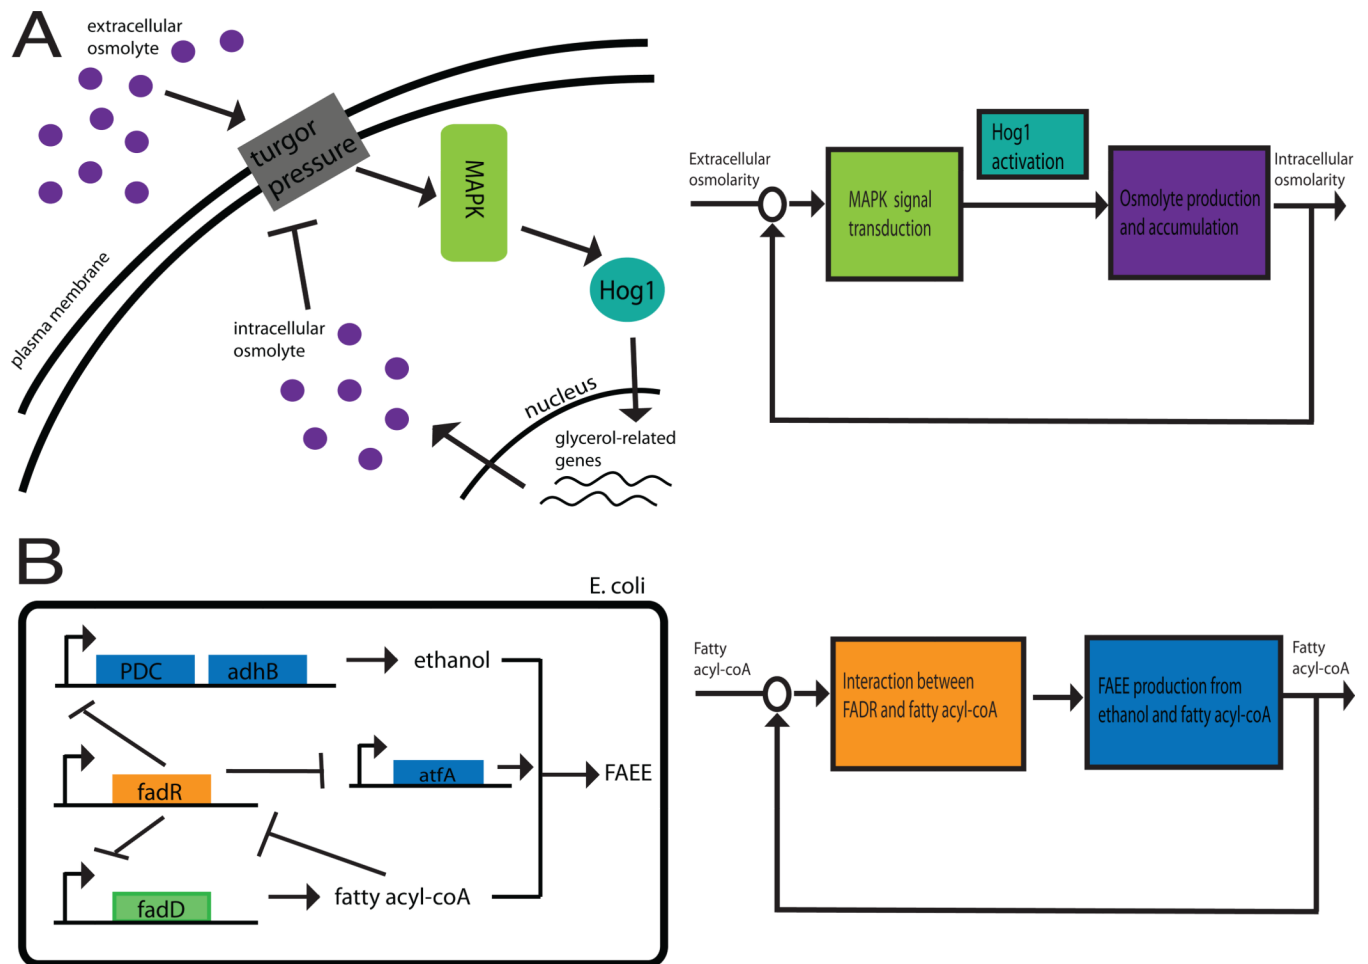 A
extracellular
osmolyte
turgor
pressure
MAPK
Hog1
plasma membrane
intracellular
osmolyte
nucleus
glycerol-related
genes
Extracellular
osmolarity
MAPK signal
transduction
Hog1
activation
Osmolyte production
and accumulation
Intracellular
osmolarity
B
E. coli
PDC
adhB
ethanol
fadR
atfA
FAEE
fadD
fatty acyl-coA
Fatty
acyl-coA
Interaction between
FADR and fatty acyl-coA
FAEE production from
ethanol and fatty acyl-coA
Fatty
acyl-coA